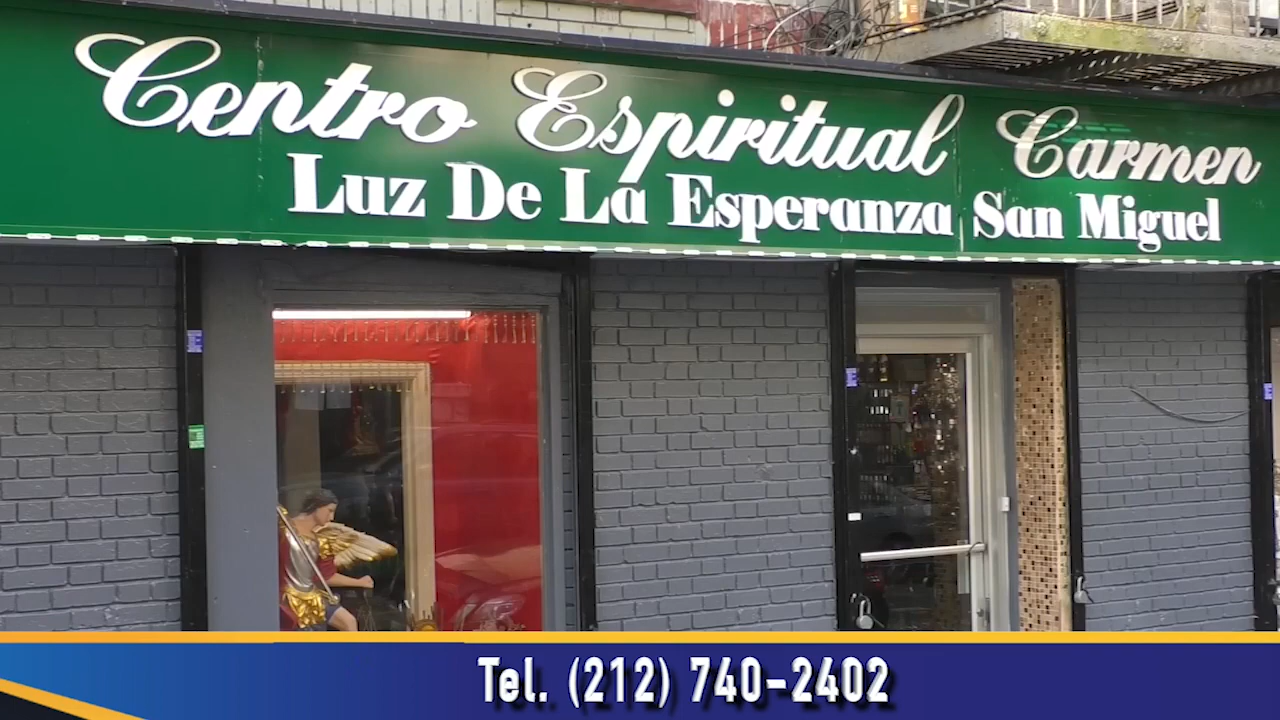 Centro Espiritual Carmen
Luz De La Esperanza San Miguel
Tel. (212) 740-2402